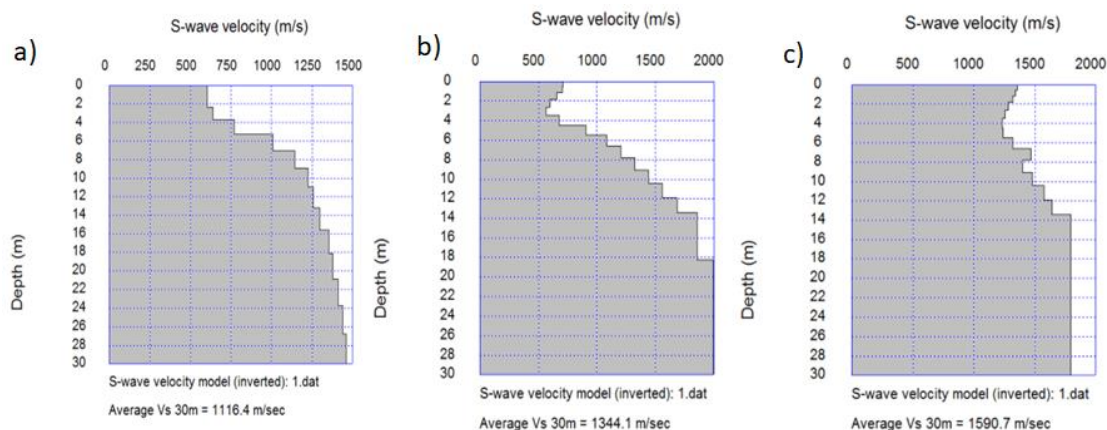 a)
S-wave velocity (m/s)
250 500 750 1000 1250 1500
0
2
4
6
8
10
12
14
16
18
20
22
24
26
28
30
Depth (m)
S-wave velocity model (inverted): 1.dat
Average Vs 30m = 1116.4 m/sec
b)
S-wave velocity (m/s)
0 500 1000 1500 2000
0
2
4
6
8
10
12
14
16
18
20
22
24
26
28
30
Depth (m)
S-wave velocity model (inverted): 1.dat
Average Vs 30m = 1344.1 m/sec
c)
S-wave velocity (m/s)
0 500 1000 1500 2000
0
2
4
6
8
10
12
14
16
18
20
22
24
26
28
30
Depth (m)
S-wave velocity model (inverted): 1.dat
Average Vs 30m = 1590.7 m/sec